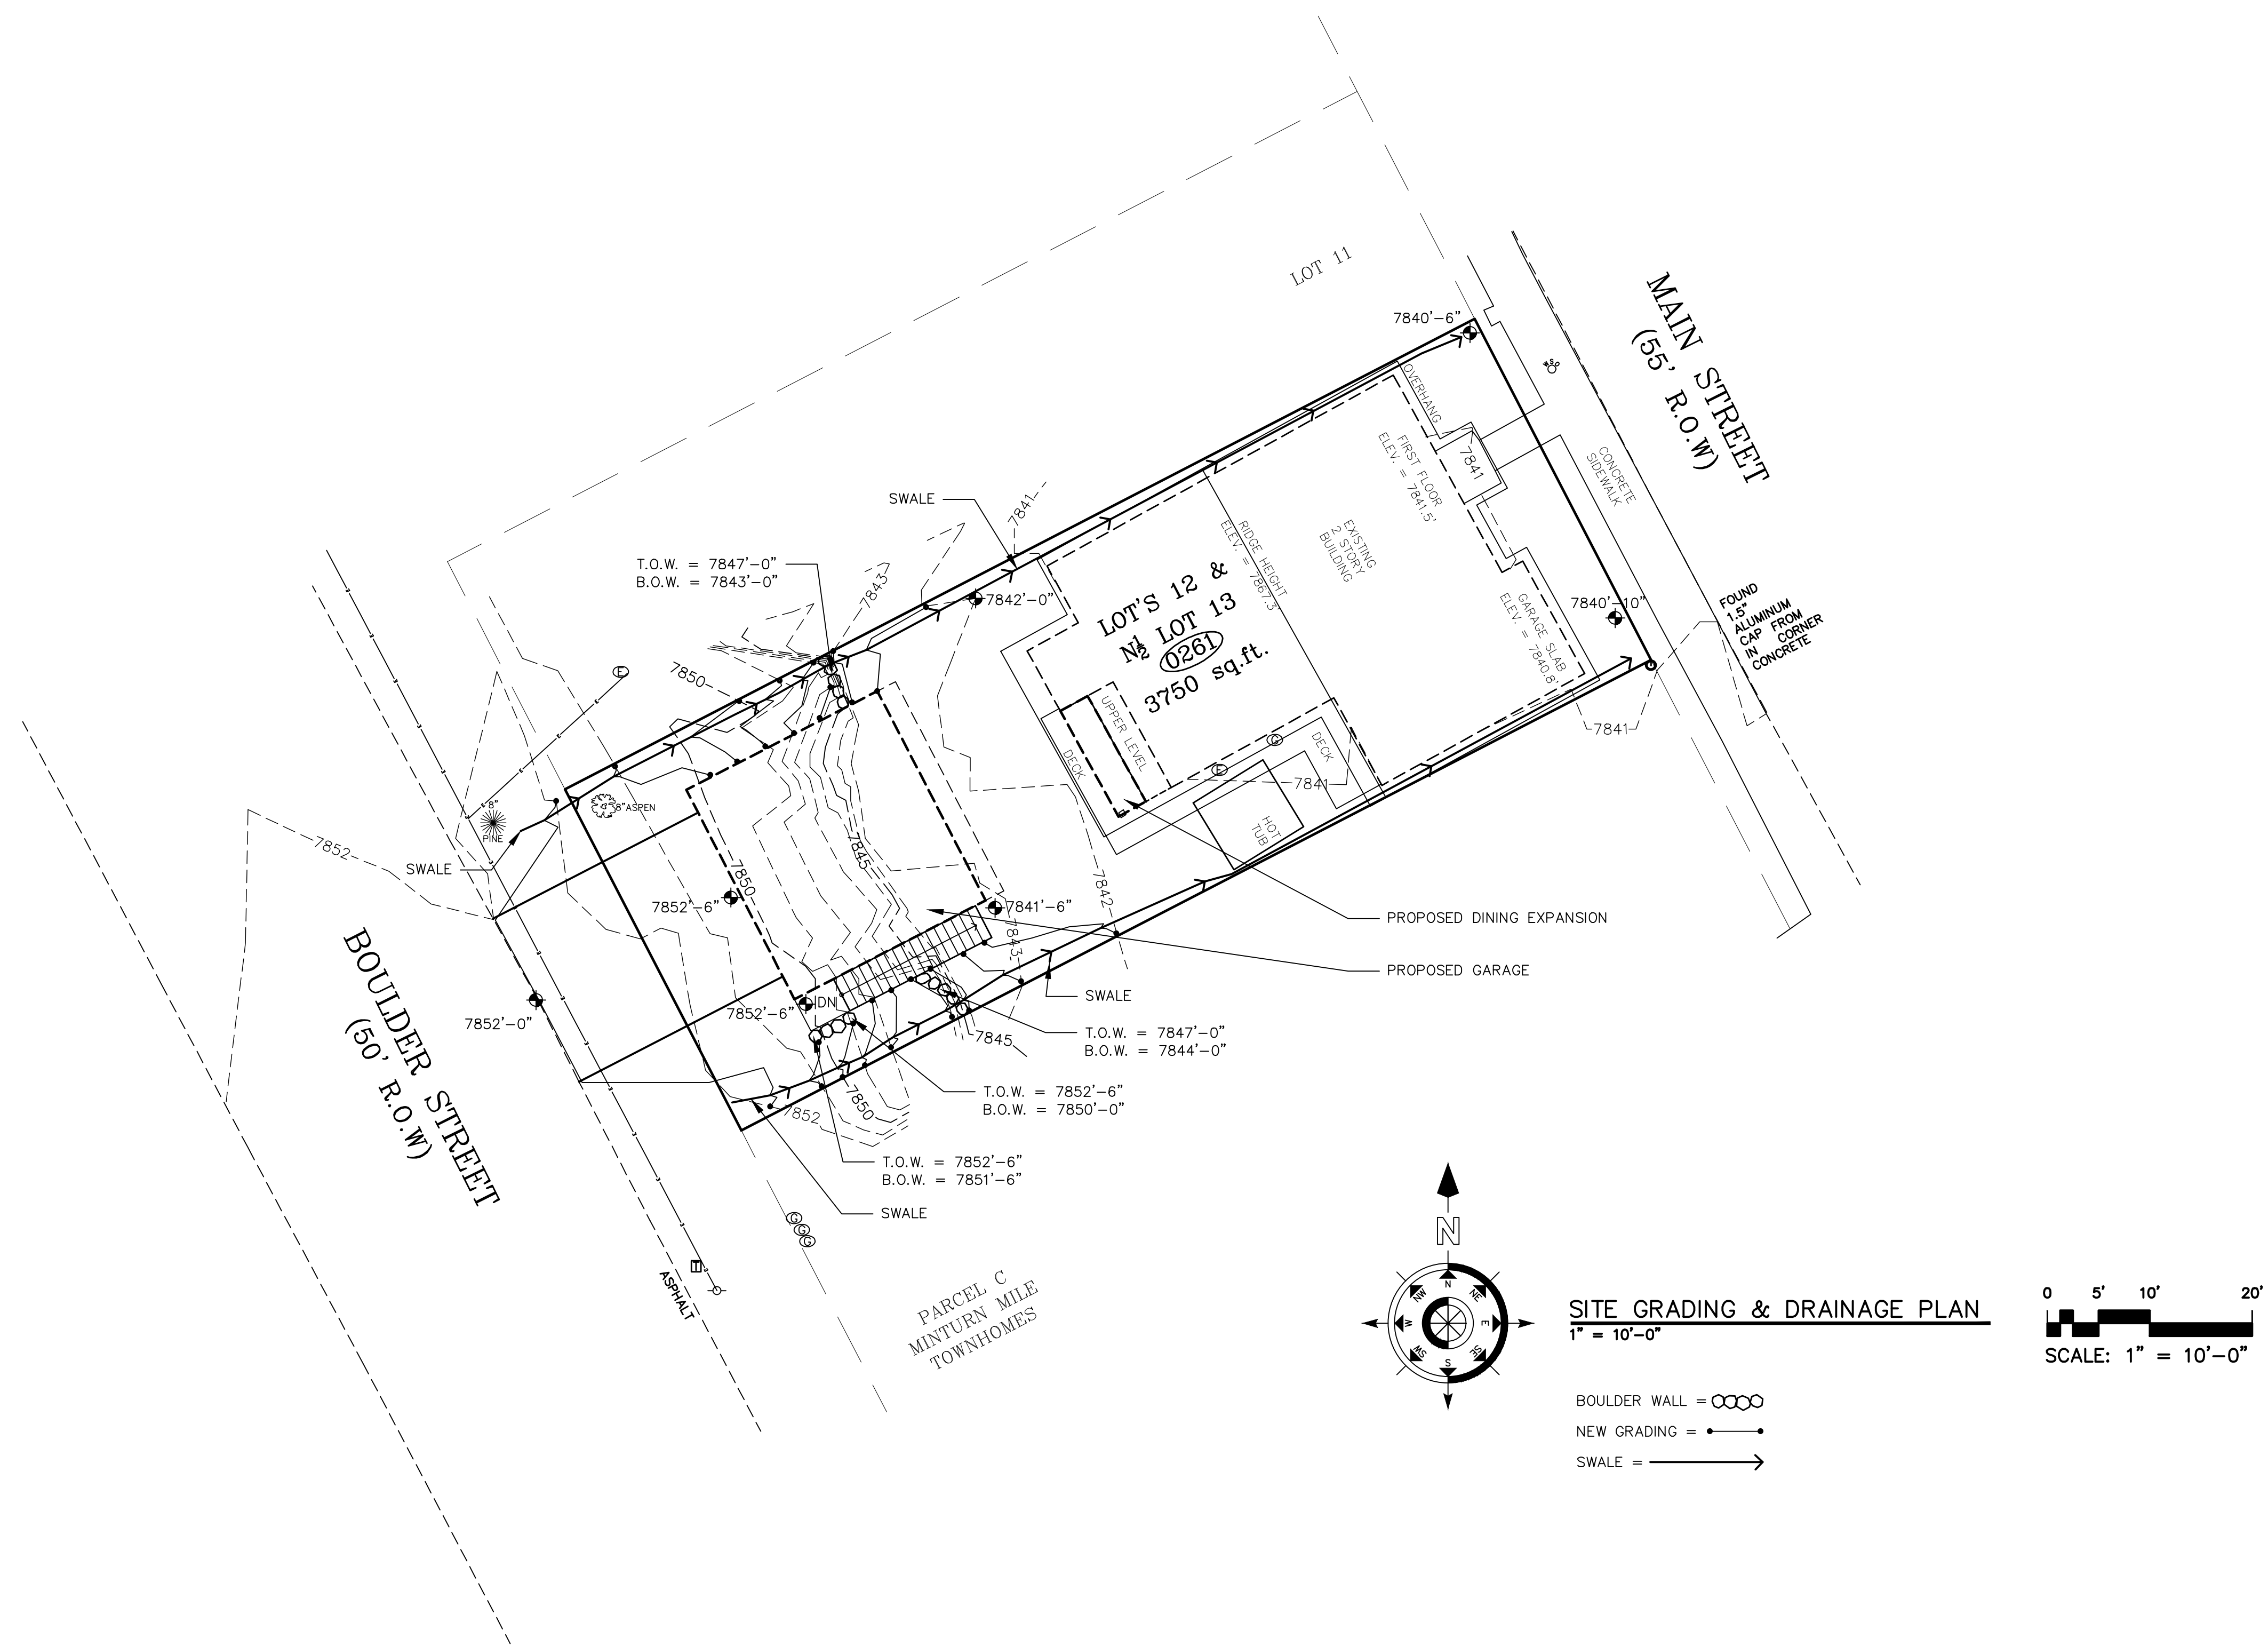 LOT 11
MAIN STREET
(55' R.O.W)
7840'-6"
OVERHANG
7841
FIRST FLOOR
ELEV. = 7841.5'
CONCRETE
SIDEWALK
SWALE
7841
EXISTING
2 STORY
BUILDING
RIDGE HEIGHT
ELEV. = 7867.3'
T.O.W. = 7847'-0"
B.O.W. = 7843'-0"
7843
7842'-0"
LOT'S 12 &
N½ LOT 13
0261
3750 sq.ft.
7840'-10"
GARAGE SLAB
ELEV. = 7840.8'
FOUND
1.5"
ALUMINUM
CAP FROM
IN CORNER
CONCRETE
7850
E
UPPER LEVEL
DECK
G
DECK
E
7841
7841
8"
PINE
8"ASPEN
HOT
TUB
7852
7845
SWALE
7850
7852'-6"
7841'-6"
7842
7843
PROPOSED DINING EXPANSION
PROPOSED GARAGE
BOULDER STREET
(50' R.O.W)
7852'-0"
7852'-6"
DN
SWALE
T.O.W. = 7847'-0"
B.O.W. = 7844'-0"
7845
T.O.W. = 7852'-6"
B.O.W. = 7850'-0"
7850
7852
T.O.W. = 7852'-6"
B.O.W. = 7851'-6"
SWALE
G
G
G
T
ASPHALT
PARCEL C
MINTURN MILE
TOWNHOMES
N
N
NE
E
SE
S
SW
W
NW
SITE GRADING & DRAINAGE PLAN
1" = 10'-0"
0 5' 10' 20'
SCALE: 1" = 10'-0"
BOULDER WALL =
NEW GRADING =
SWALE =